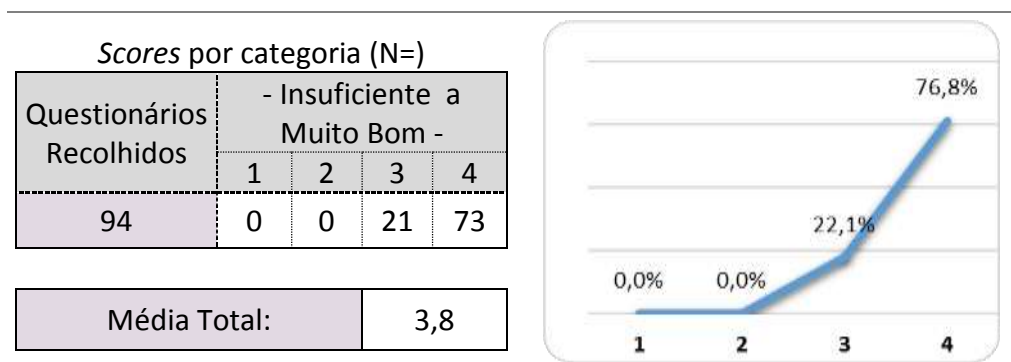 Scores por categoria (N=)
Questionários
Recolhidos
- Insuficiente a
Muito Bom -
1 2 3 4
94 0 0 21 73
Média Total: 3,8
76,8%
22,1%
0,0% 0,0%
1 2 3 4